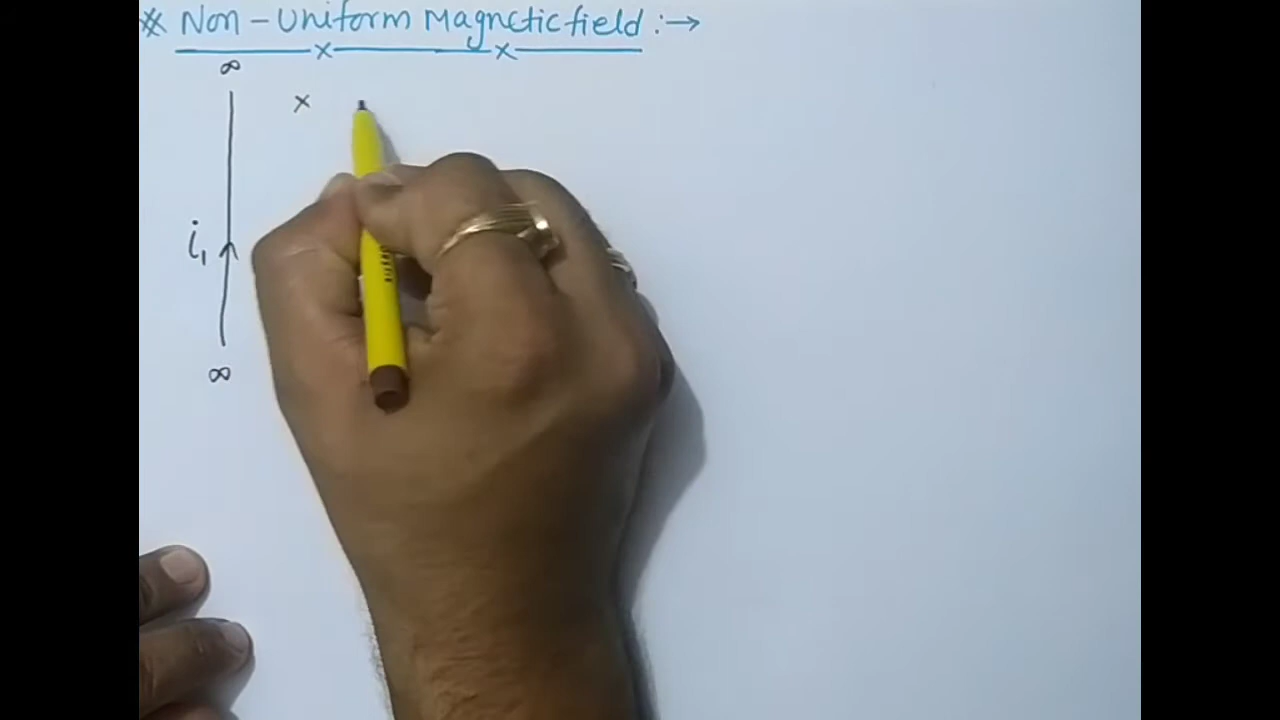 * Non-Uniform Magnetic field :→
∞
×
i₁
∞